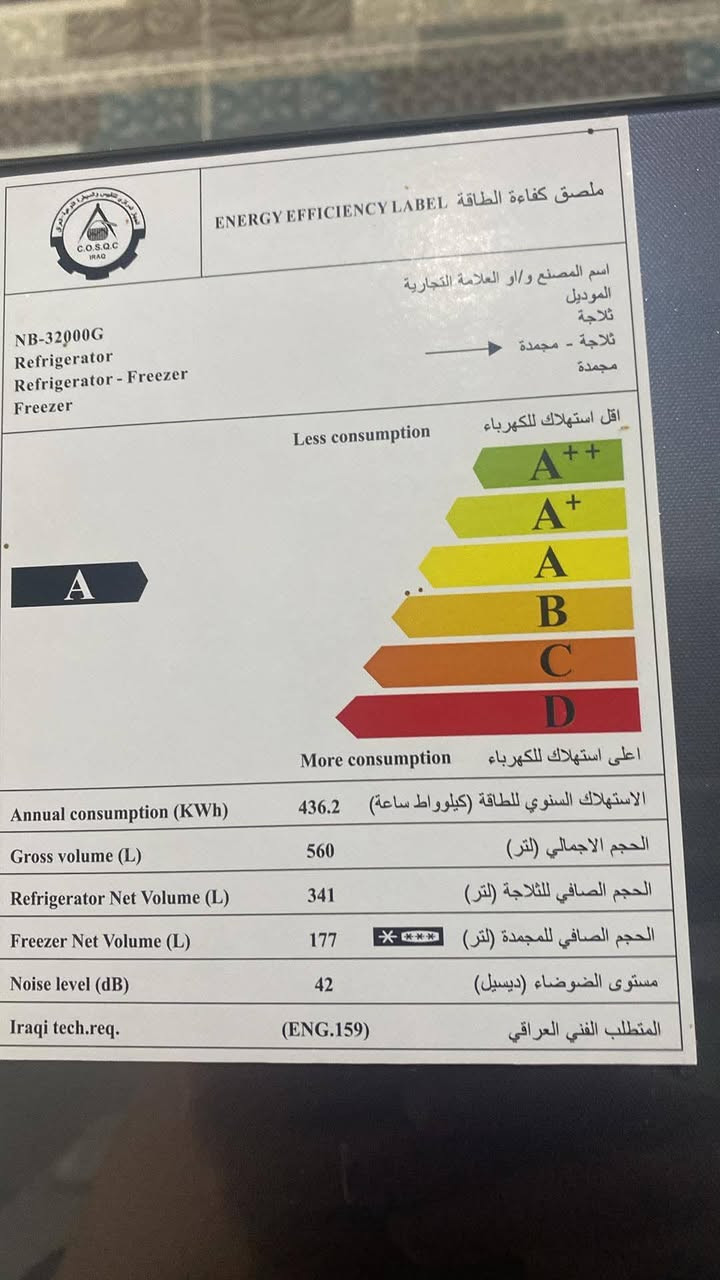 C.O.S.Q.C
IRAQ
ENERGY EFFICIENCY LABEL ملصق كفاءة الطاقة
اسم المصنع و/او العلامة التجارية
الموديل
NB-32000G
ثلاجة
Refrigerator
ثلاجة - مجمدة
Refrigerator - Freezer
مجمدة
Freezer
Less consumption اقل استهلاك للكهرباء
A++
A+
A
A
B
C
D
More consumption اعلى استهلاك للكهرباء
Annual consumption (KWh) 436.2 الاستهلاك السنوي للطاقة (كيلوواط ساعة)
Gross volume (L) 560 الحجم الاجمالي (لتر)
Refrigerator Net Volume (L) 341 الحجم الصافي للثلاجة (لتر)
Freezer Net Volume (L) 177 الحجم الصافي للمجمدة (لتر)
Noise level (dB) 42 مستوى الضوضاء (ديسيل)
Iraqi tech.req. (ENG.159) المتطلب الفني العراقي